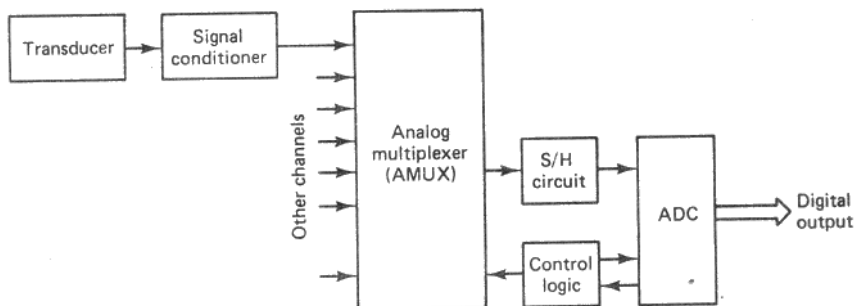 Transducer
Signal
conditioner
Other channels
Analog
multiplexer
(AMUX)
S/H
circuit
ADC
Digital
output
Control
logic